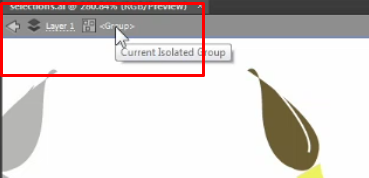 selections.ai @ 280.84% (RGB/Preview) ×
Layer 1 <Group>
Current Isolated Group